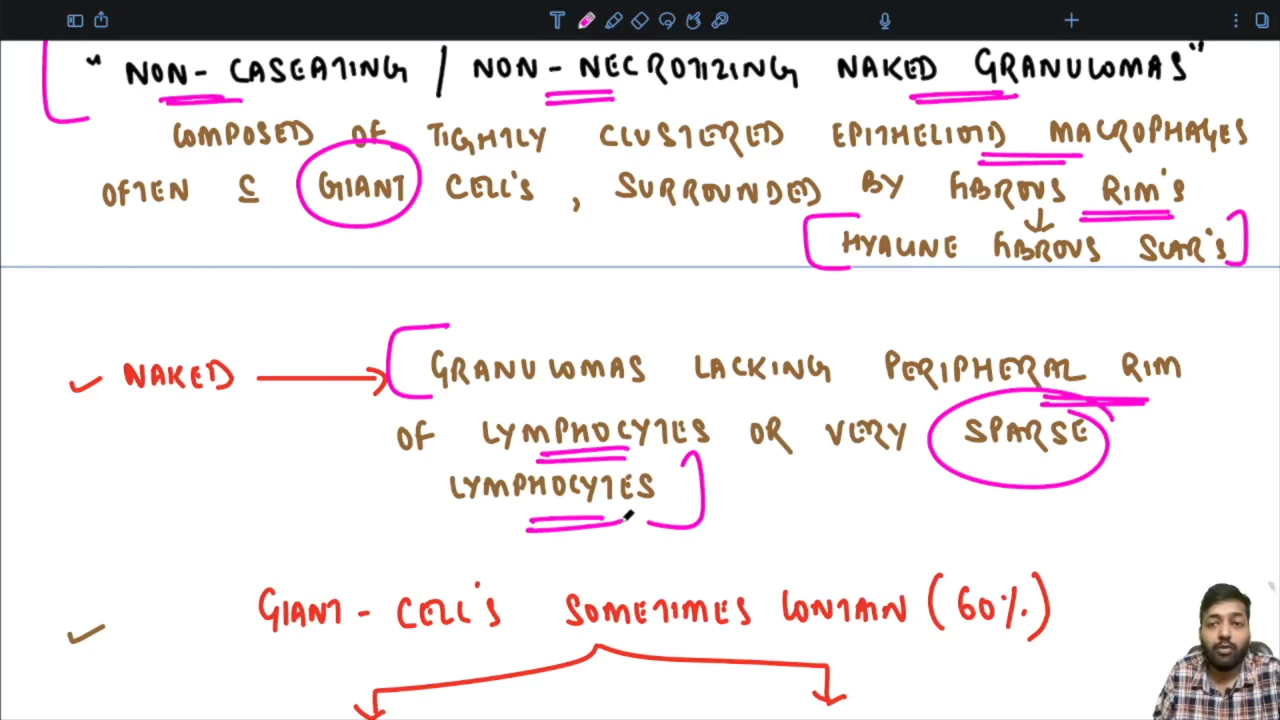 "NON-CASEATING / NON-NECROTIZING NAKED GRANULOMAS"
COMPOSED OF TIGHTLY CLUSTERED EPITHELIOID MACROPHAGES
OFTEN C̄ GIANT CELL'S, SURROUNDED BY FIBROUS RIM'S
↓
[HYALINE FIBROUS SCAR'S]
✓ NAKED → [GRANULOMAS LACKING PERIPHERAL RIM
OF LYMPHOCYTES OR VERY SPARSE
LYMPHOCYTES]
✓ GIANT-CELL'S SOMETIMES CONTAIN (60%)